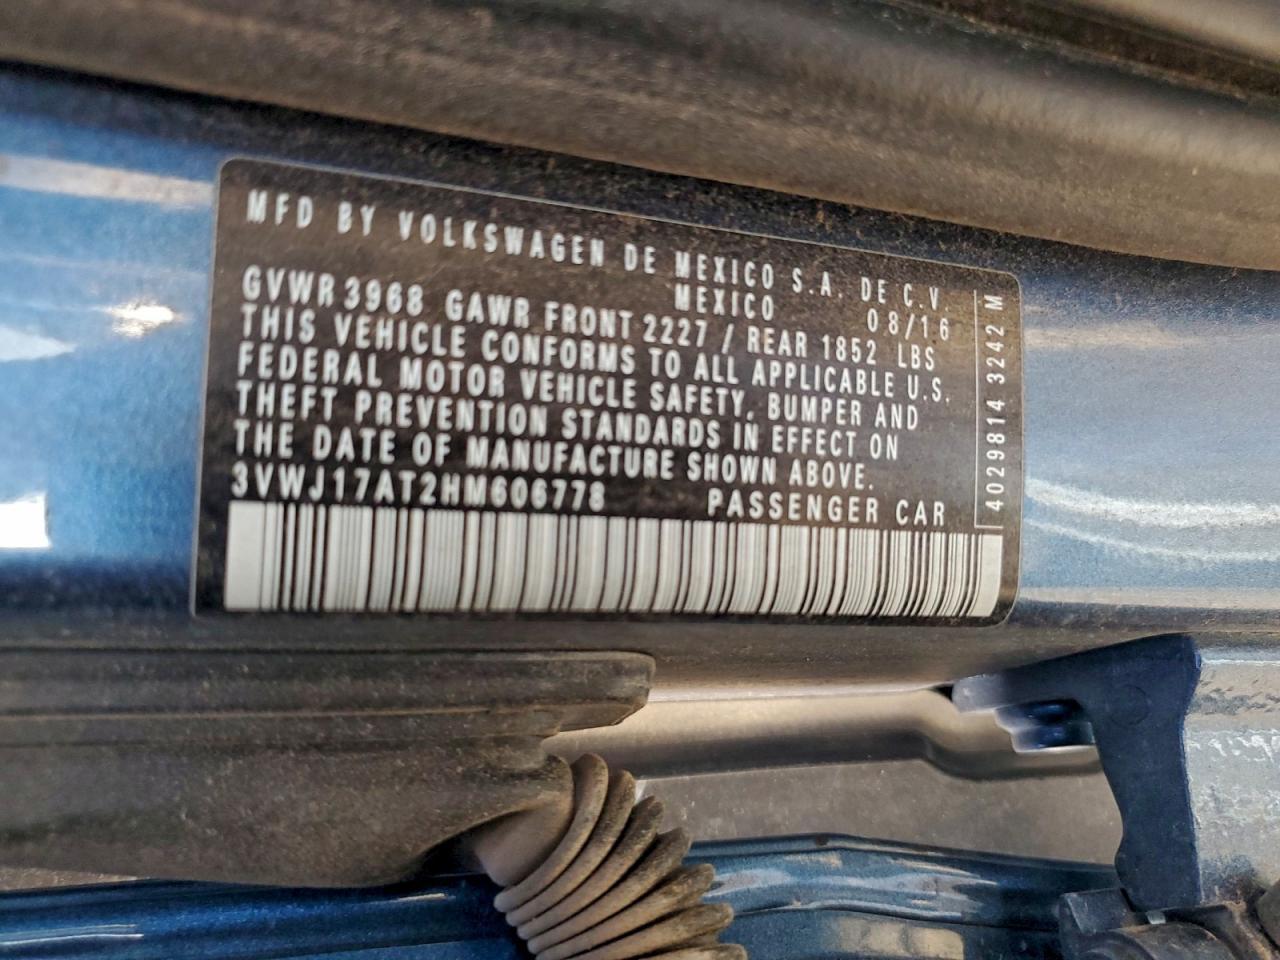 MFD BY VOLKSWAGEN DE MEXICO S.A. DE C.V.
MEXICO 08/16
GVWR 3968 GAWR FRONT 2227 / REAR 1852 LBS
THIS VEHICLE CONFORMS TO ALL APPLICABLE U.S.
FEDERAL MOTOR VEHICLE SAFETY, BUMPER AND
THEFT PREVENTION STANDARDS IN EFFECT ON
THE DATE OF MANUFACTURE SHOWN ABOVE.
3VWJ17AT2HM606778 PASSENGER CAR
4029814 3242 M